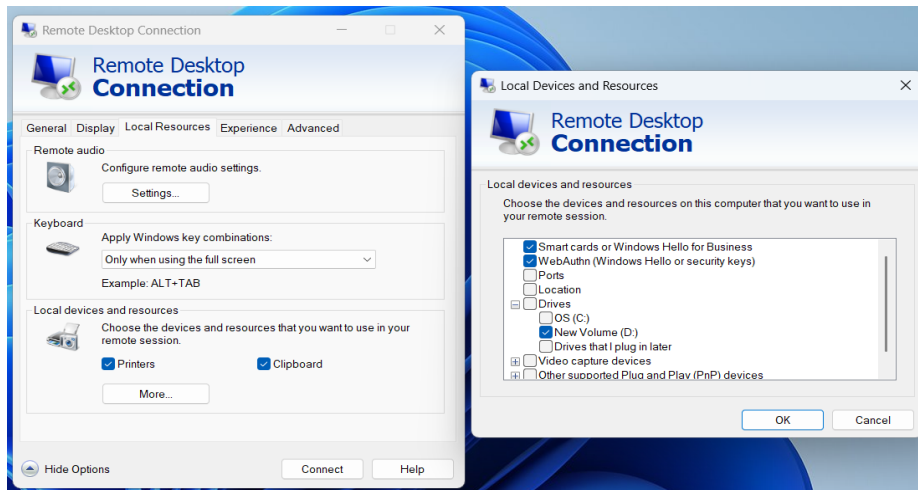 Remote Desktop Connection
Remote Desktop
Connection
General Display Local Resources Experience Advanced
Remote audio
Configure remote audio settings.
Settings...
Keyboard
Apply Windows key combinations:
Only when using the full screen
Example: ALT+TAB
Local devices and resources
Choose the devices and resources that you want to use in your
remote session.
Printers Clipboard
More...
Hide Options Connect Help
Local Devices and Resources
Remote Desktop
Connection
Local devices and resources
Choose the devices and resources on this computer that you want to use in
your remote session.
Smart cards or Windows Hello for Business
WebAuthn (Windows Hello or security keys)
Ports
Location
Drives
OS (C:)
New Volume (D:)
Drives that I plug in later
Video capture devices
Other supported Plug and Play (PnP) devices
OK Cancel